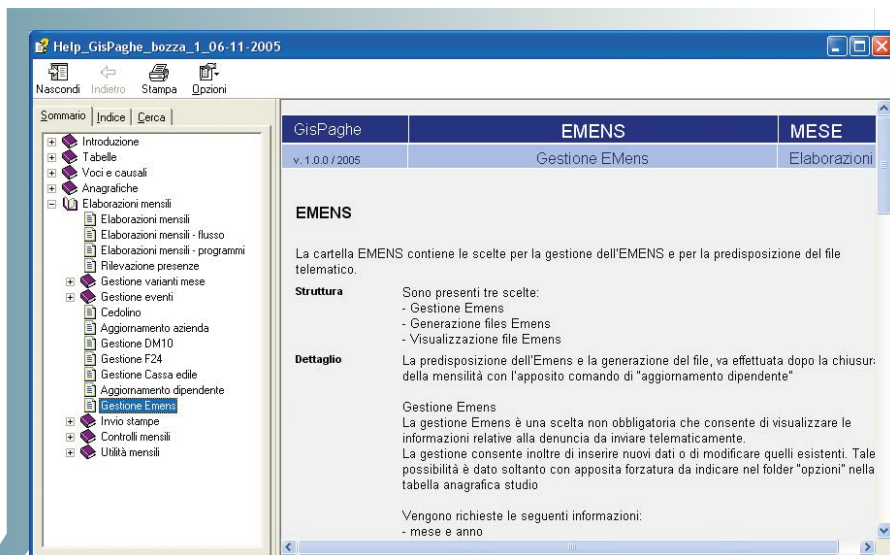 Help_GisPaghe_bozza_1_06-11-2005
Nascondi Indietro Stampa Opzioni
Sommario Indice Cerca
Introduzione
Tabelle
Voci e causali
Anagrafiche
Elaborazioni mensili
Elaborazioni mensili
Elaborazioni mensili - flusso
Elaborazioni mensili - programmi
Rilevazione presenze
Gestione varianti mese
Gestione eventi
Cedolino
Aggiornamento azienda
Gestione DM10
Gestione F24
Gestione Cassa edile
Aggiornamento dipendente
Gestione Emens
Invio stampe
Controlli mensili
Utilità mensili
GisPaghe EMENS MESE
v. 1.0.0 / 2005 Gestione EMens Elaborazioni
EMENS
La cartella EMENS contiene le scelte per la gestione dell'EMENS e per la predisposizione del file
telematico.
Struttura Sono presenti tre scelte:
- Gestione Emens
- Generazione files Emens
- Visualizzazione file Emens
Dettaglio La predisposizione dell'Emens e la generazione del file, va effettuata dopo la chiusur
della mensilità con l'apposito comando di "aggiornamento dipendente"
Gestione Emens
La gestione Emens è una scelta non obbligatoria che consente di visualizzare le
informazioni relative alla denuncia da inviare telematicamente.
La gestione consente inoltre di inserire nuovi dati o di modificare quelli esistenti. Tale
possibilità è dato soltanto con apposita forzatura da indicare nel folder "opzioni" nella
tabella anagrafica studio
Vengono richieste le seguenti informazioni:
- mese e anno